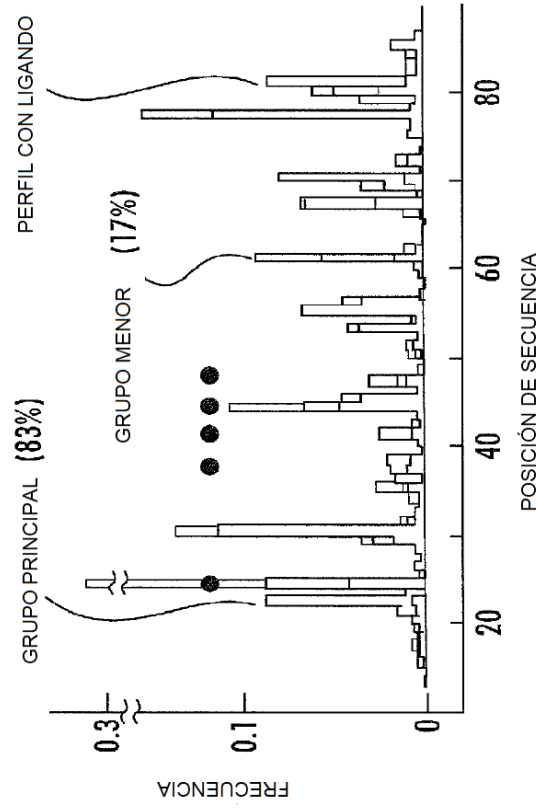 GRUPO PRINCIPAL (83%)
GRUPO MENOR (17%)
PERFIL CON LIGANDO
FRECUENCIA
0.3
0.1
0
20
40
60
80
POSICIÓN DE SECUENCIA